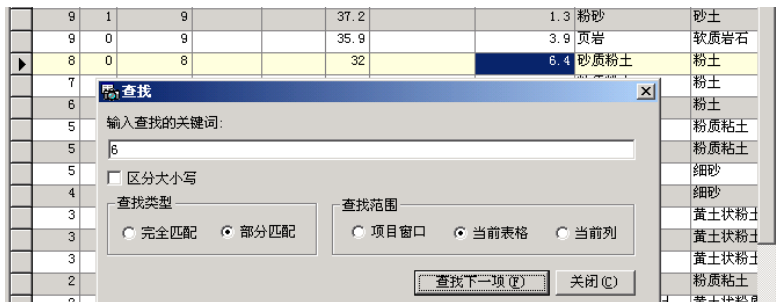 9 1 9 37.2 1.3 粉砂 砂土
9 0 9 35.9 3.9 页岩 软质岩石
8 0 8 32 6.4 砂质粉土 粉土
7 粉土
查找
6 粉土
输入查找的关键词:
5 粉质粘土
6
5 粉质粘土
区分大小写
5 细砂
查找类型 查找范围
4 细砂
3 黄土状粉土
完全匹配 部分匹配 项目窗口 当前表格 当前列
3 黄土状粉土
3 黄土状粉土
查找下一项(F) 关闭(C)
2 粉质粘土